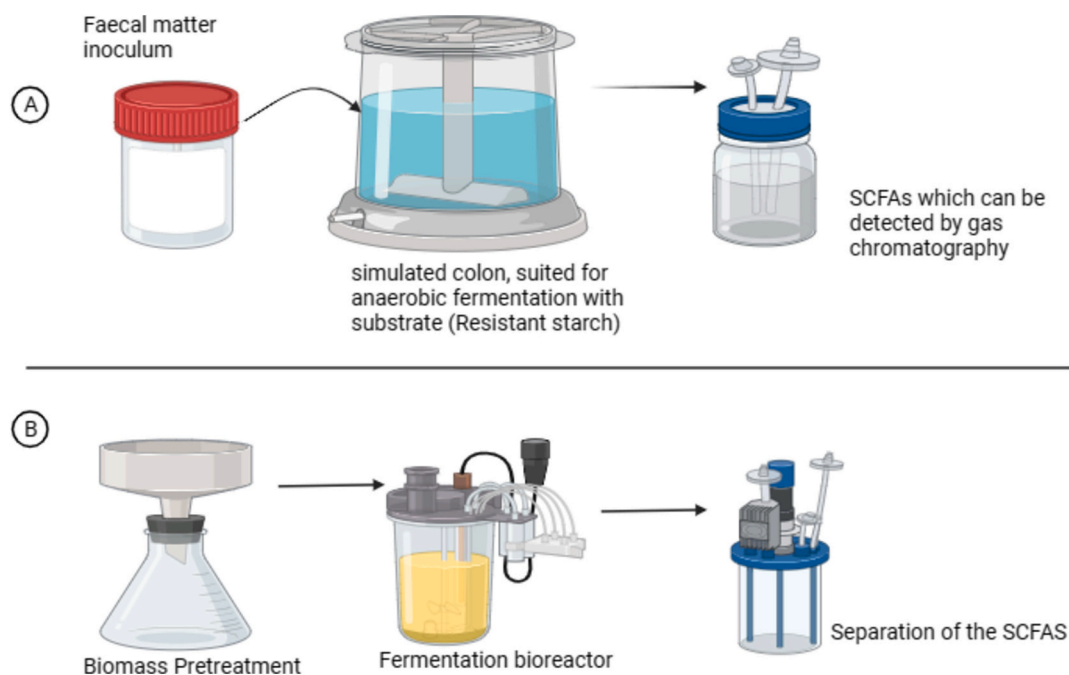 Faecal matter
inoculum
A
simulated colon, suited for
anaerobic fermentation with
substrate (Resistant starch)
SCFAs which can be
detected by gas
chromatography
B
Biomass Pretreatment
Fermentation bioreactor
Separation of the SCFAS